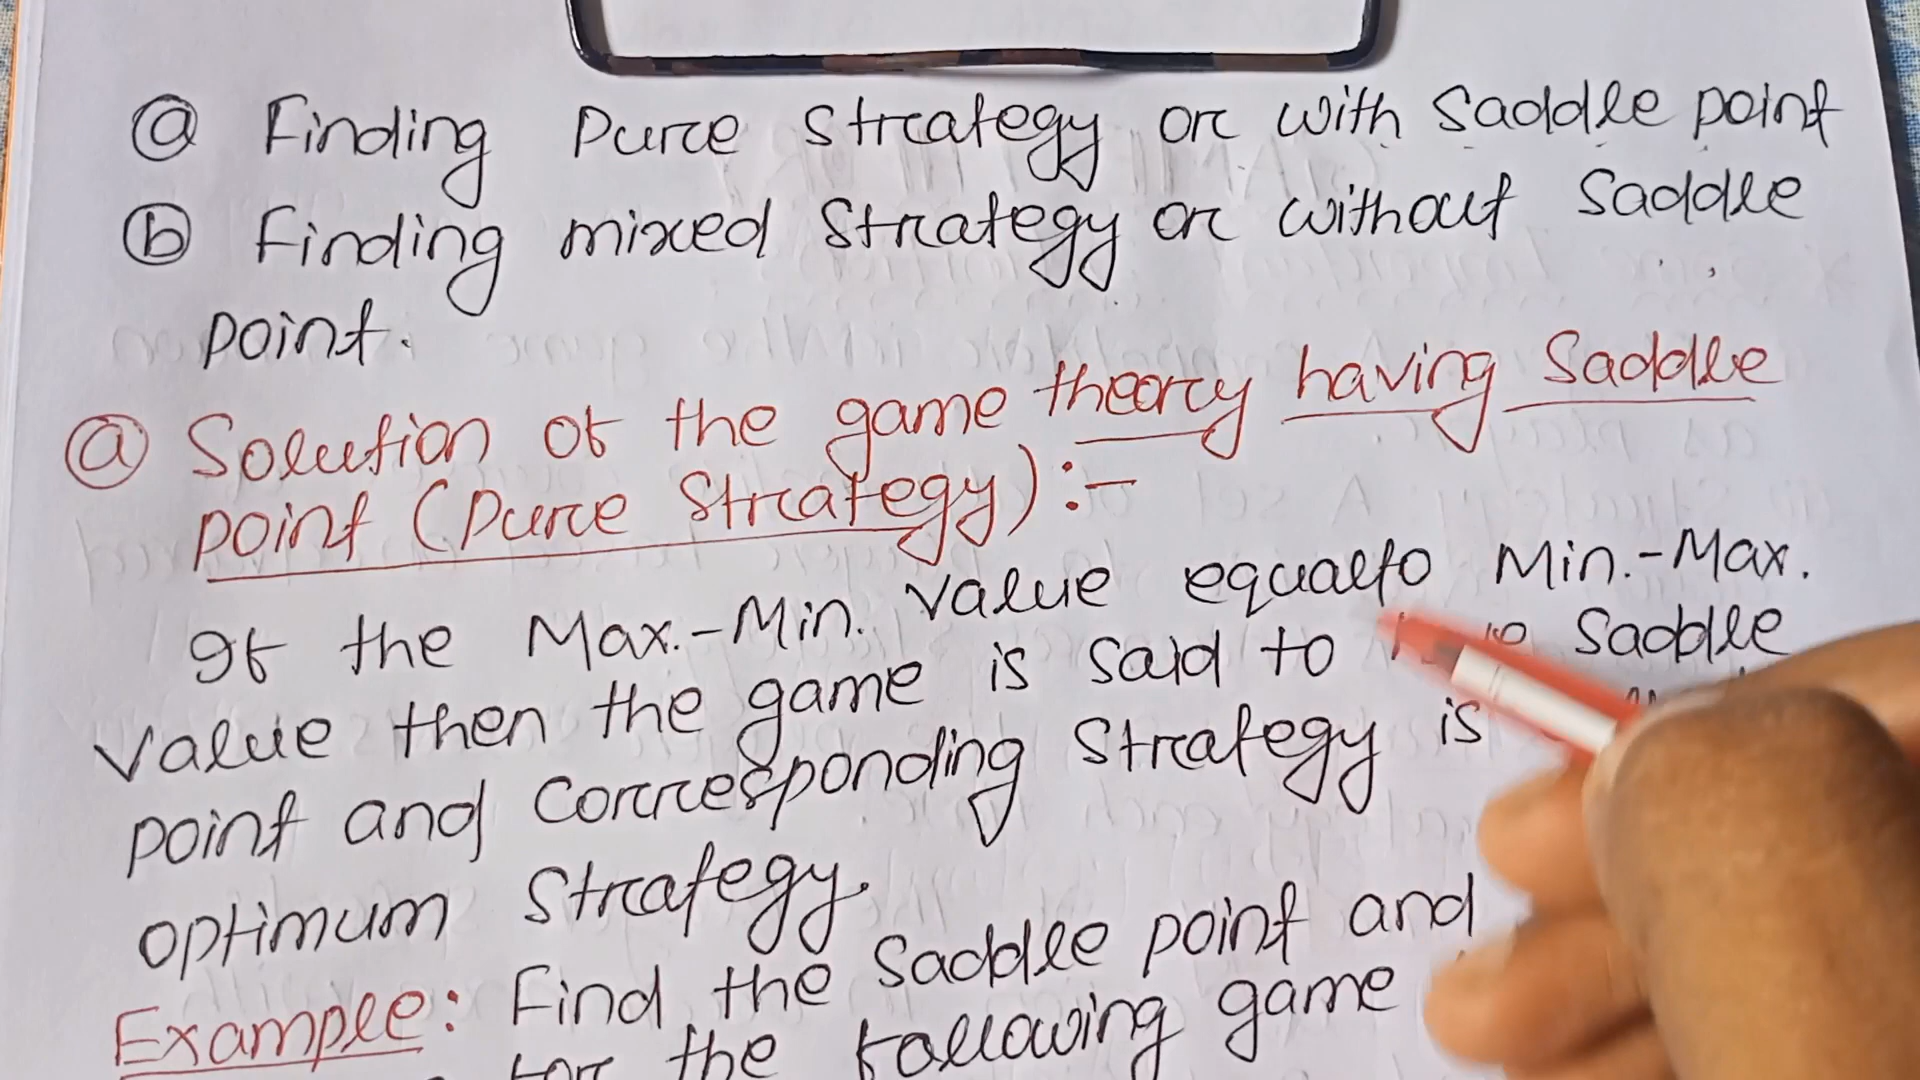 ⓐ Finding Pure Strategy or with Saddle point
ⓑ Finding mixed Strategy or without Saddle
point.
ⓐ Solution of the game theory having Saddle
point (Pure Strategy) :-
If the Max.-Min. value equalto Min.-Max.
value then the game is said to Saddle
point and corresponding Strategy is
optimum Strategy.
Example: Find the Saddle point and
for the following game